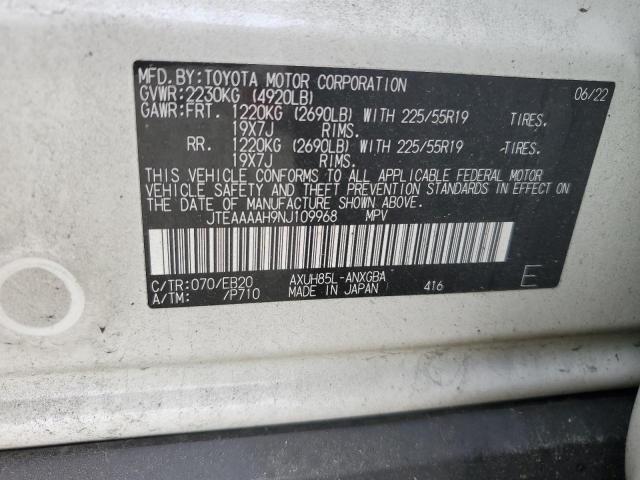 MFD.BY:TOYOTA MOTOR CORPORATION 06/22
GVWR:2230KG (4920LB)
GAWR:FRT. 1220KG (2690LB) WITH 225/55R19 TIRES.
19X7J RIMS.
RR. 1220KG (2690LB) WITH 225/55R19 TIRES.
19X7J RIMS.
THIS VEHICLE CONFORMS TO ALL APPLICABLE FEDERAL MOTOR
VEHICLE SAFETY AND THEFT PREVENTION STANDARDS IN EFFECT ON
THE DATE OF MANUFACTURE SHOWN ABOVE.
JTEAAAAH9NJ109968 MPV
C/TR:070/EB20 AXUH85L-ANXGBA
A/TM: /P710 MADE IN JAPAN 416 E